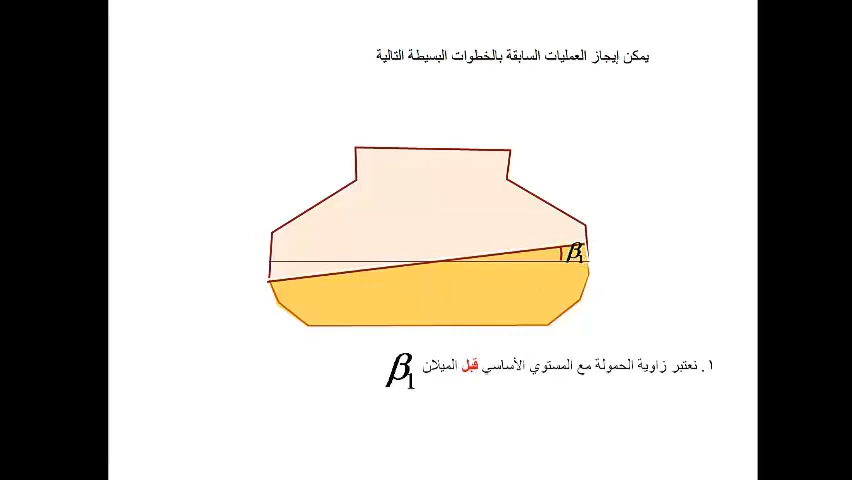 يمكن إيجاز العمليات السابقة بالخطوات البسيطة التالية
β1
١. نعتبر زاوية الحمولة مع المستوي الأساسي قبل الميلان β1